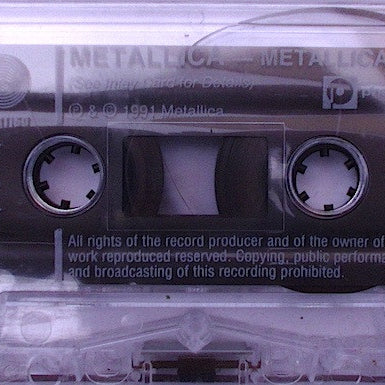 METALLICA — METALLICA
(See Inlay Card for Details)
℗ & © 1991 Metallica
All rights of the record producer and of the owner of
work reproduced reserved. Copying, public performa
and broadcasting of this recording prohibited.